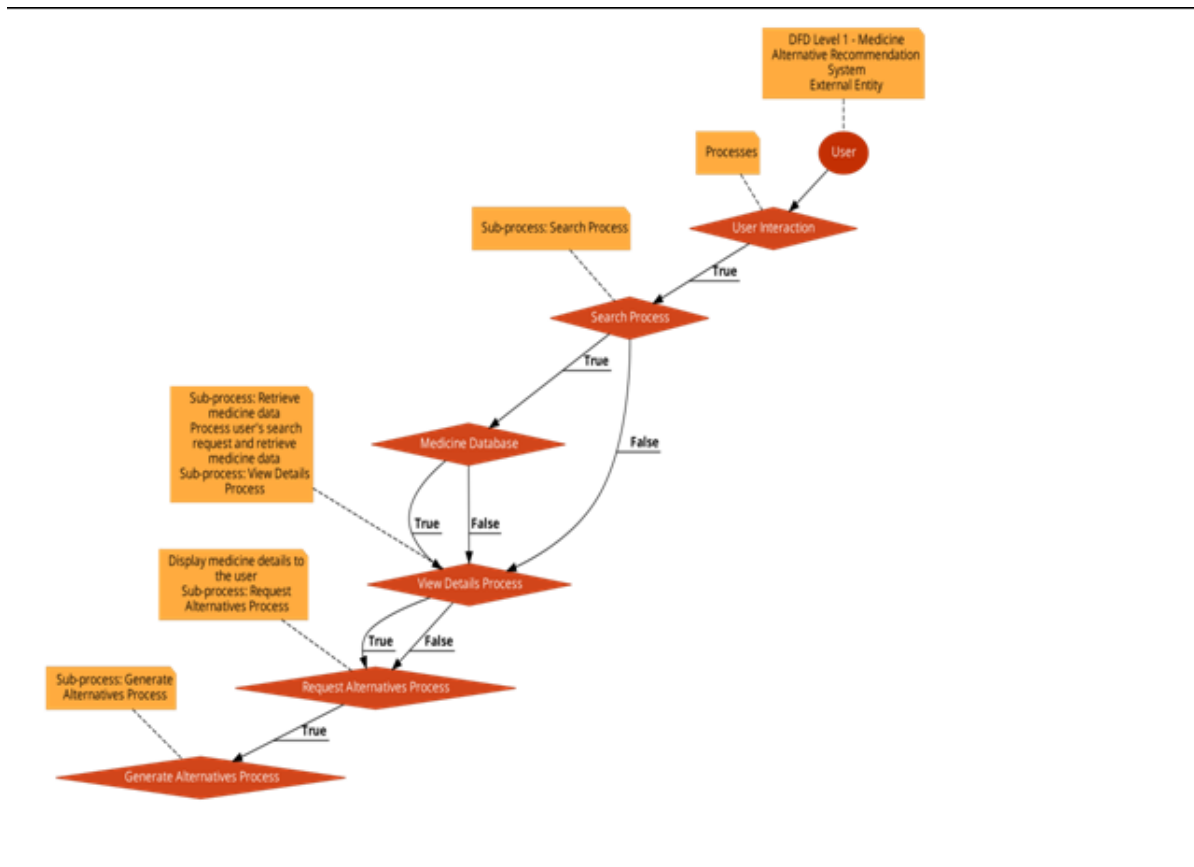 DFD Level 1 - Medicine
Alternative Recommendation
System
External Entity
Processes
User
Sub-process: Search Process
User Interaction
True
Search Process
True
Sub-process: Retrieve
medicine data
Process user's search
request and retrieve
medicine data
Sub-process: View Details
Process
Medicine Database
False
True
False
Display medicine details to
the user
Sub-process: Request
Alternatives Process
View Details Process
True
False
Sub-process: Generate
Alternatives Process
Request Alternatives Process
True
Generate Alternatives Process